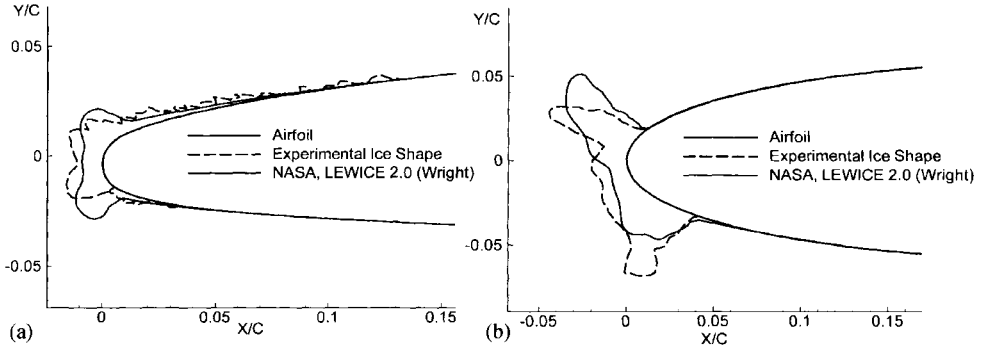 Y/C
0.05
0
-0.05
Airfoil
Experimental Ice Shape
NASA, LEWICE 2.0 (Wright)
0
0.05
0.1
0.15
X/C
(a)
Y/C
0.05
0
-0.05
Airfoil
Experimental Ice Shape
NASA, LEWICE 2.0 (Wright)
-0.05
0
0.05
0.1
0.15
X/C
(b)